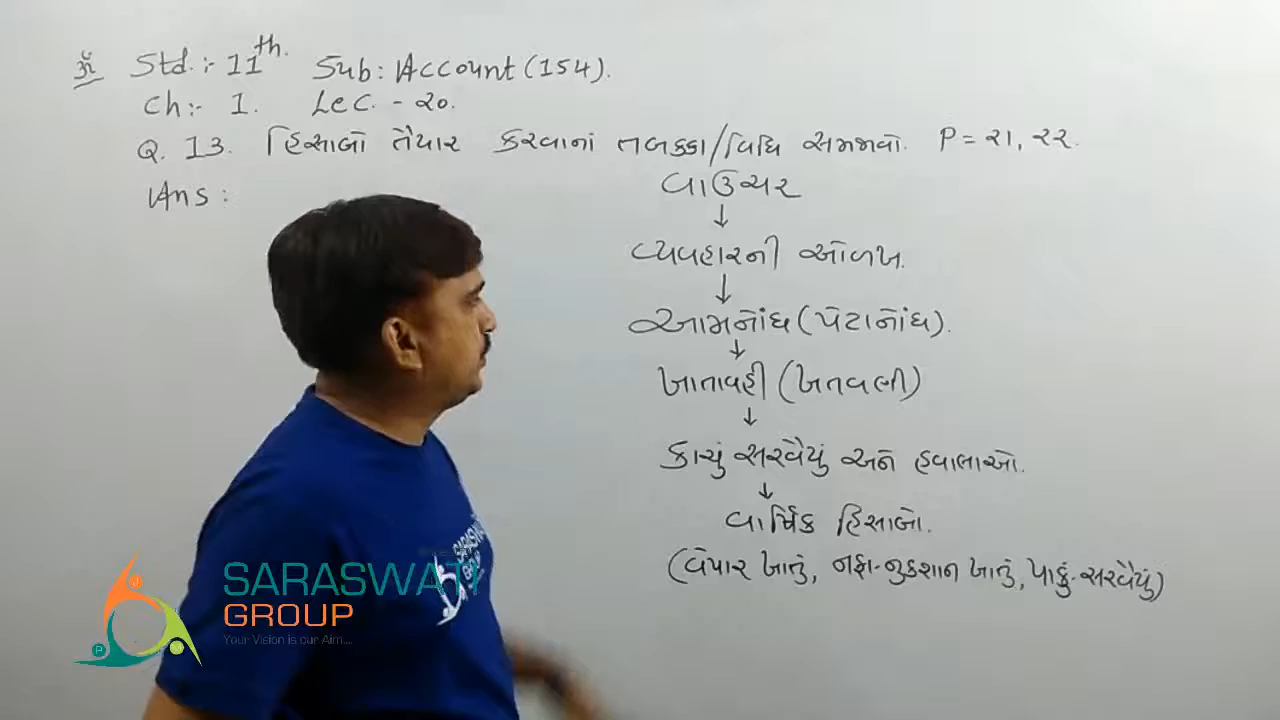 ૐ Std :- 11th. Sub : Account (154).
Ch :- 1. Lec. - ૨૦.
Q. 13. હિસાબો તૈયાર કરવાનાં તબક્કા/વિધિ સમજાવો. P = ૨૧, ૨૨.
Ans :
વાઉચર
↓
વ્યવહારની ઓળખ.
↓
આમનોંધ (પેટાનોંધ).
↓
ખાતાવહી (ખતવણી)
↓
કાચું સરવૈયું અને હવાલાઓ.
↓
વાર્ષિક હિસાબો.
(વેપાર ખાતું, નફા-નુકશાન ખાતું, પાકું-સરવૈયું)
SARASWATI
GROUP
Your Vision is our Aim....
J
P
M